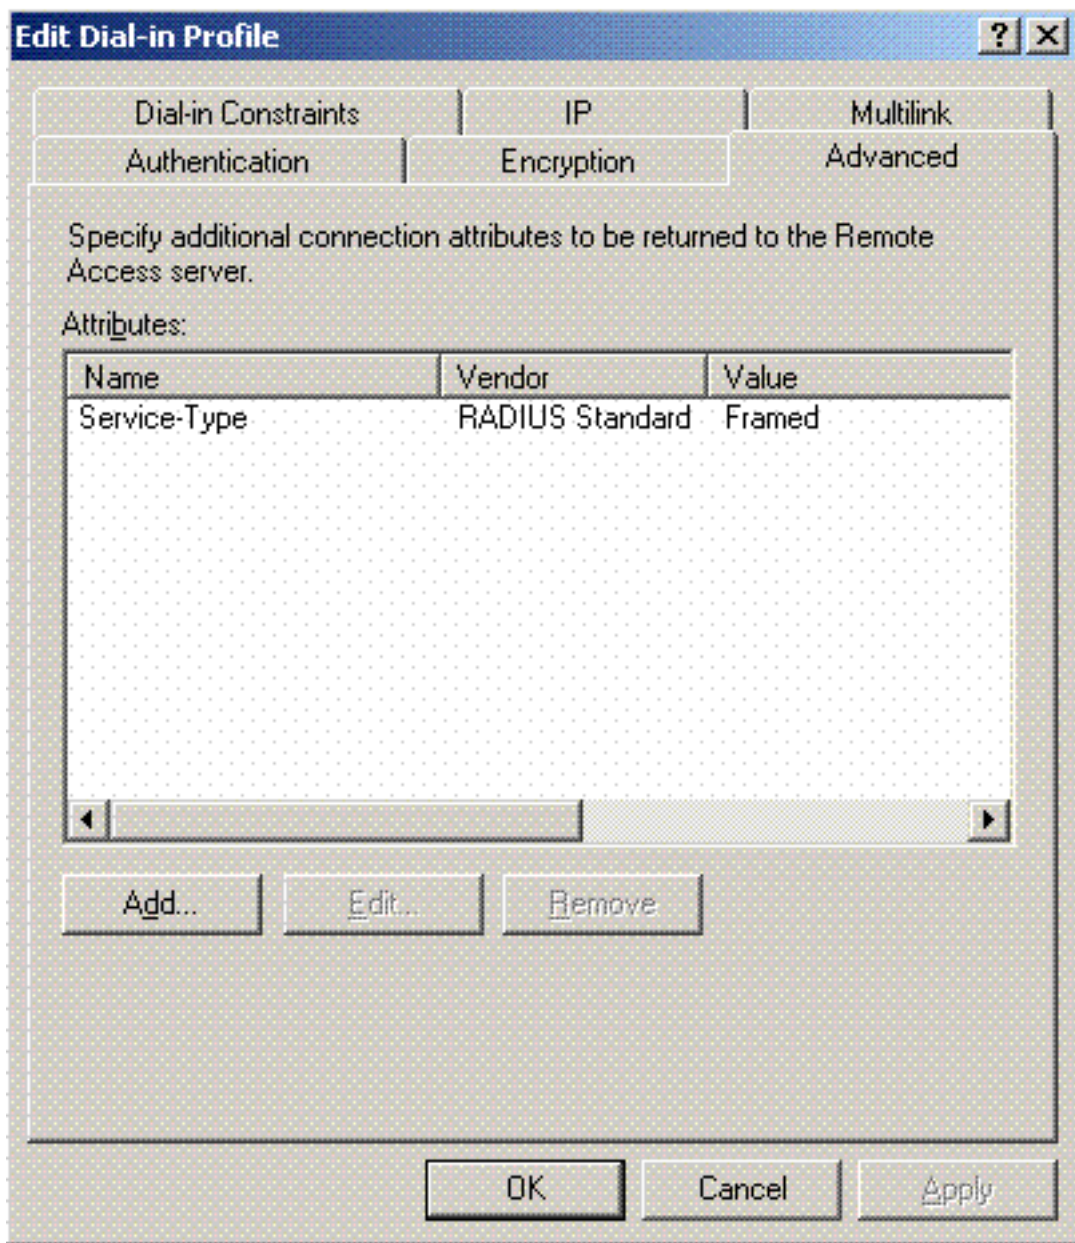 Edit Dial-in Profile
Dial-in Constraints IP Multilink
Authentication Encryption Advanced
Specify additional connection attributes to be returned to the Remote
Access server.
Attributes:
Name Vendor Value
Service-Type RADIUS Standard Framed
Add... Edit... Remove
OK Cancel Apply